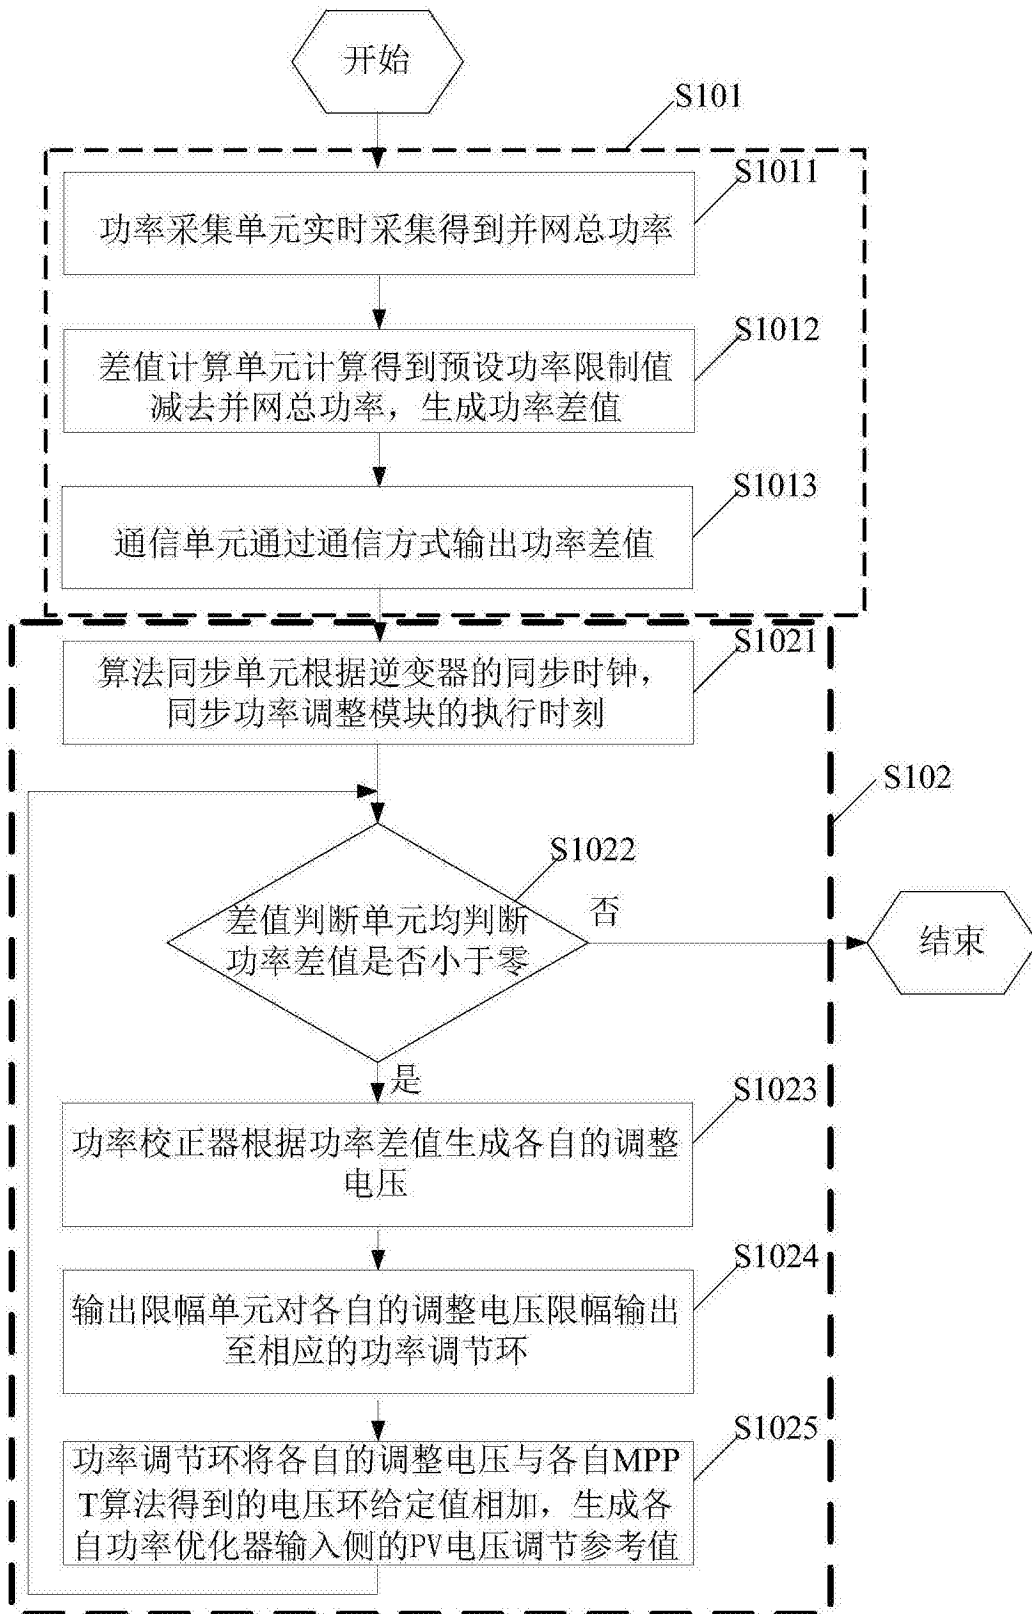 开始
S101
S1011
功率采集单元实时采集得到并网总功率
S1012
差值计算单元计算得到预设功率限制值
减去并网总功率，生成功率差值
S1013
通信单元通过通信方式输出功率差值
S1021
算法同步单元根据逆变器的同步时钟，
同步功率调整模块的执行时刻
S102
S1022
差值判断单元均判断
功率差值是否小于零
否
结束
是
S1023
功率校正器根据功率差值生成各自的调整
电压
S1024
输出限幅单元对各自的调整电压限幅输出
至相应的功率调节环
S1025
功率调节环将各自的调整电压与各自MPP
T算法得到的电压环给定值相加，生成各
自功率优化器输入侧的PV电压调节参考值